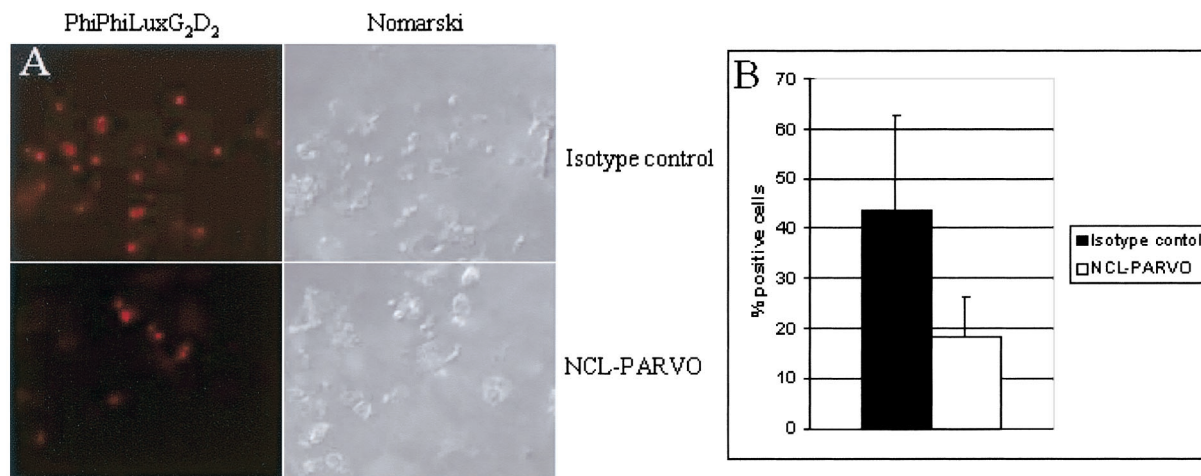 PhiPhiLuxG₂D₂
Nomarski
A
Isotype control
NCL-PARVO
B
70
60
50
40
30
20
10
0
% positive cells
Isotype contol
NCL-PARVO